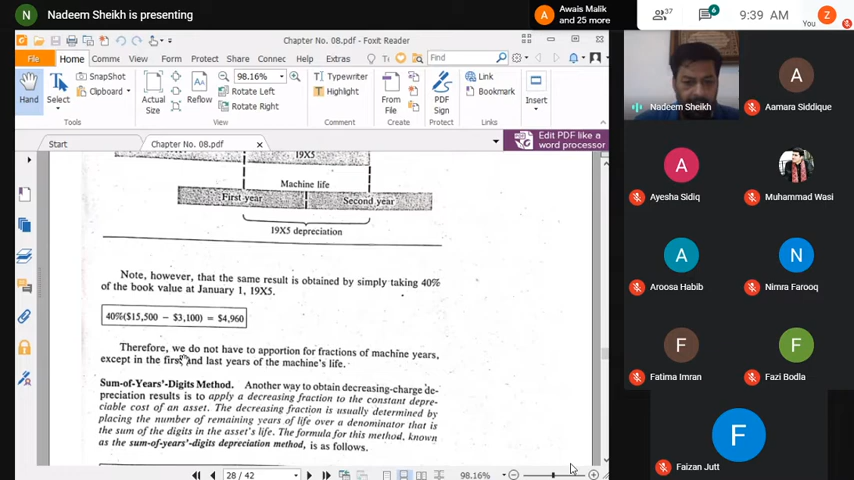 N
Nadeem Sheikh is presenting
A
Awais Malik
and 25 more
37
6
9:39 AM
You
Z
Chapter No. 08.pdf - Foxit Reader
File
Home
Comme
View
Form
Protect
Share
Connec
Help
Extras
Find
Hand
Select
SnapShot
Clipboard
Actual
Size
Reflow
98.16%
Rotate Left
Rotate Right
Typewriter
Highlight
From
File
PDF
Sign
Link
Bookmark
Insert
Tools
View
Comment
Create
Protect
Links
Start
Chapter No. 08.pdf
Edit PDF like a
word processor
19X5
Machine life
First year
Second year
19X5 depreciation
Note, however, that the same result is obtained by simply taking 40%
of the book value at January 1, 19X5.
40%($15,500 − $3,100) = $4,960
Therefore, we do not have to apportion for fractions of machine years,
except in the first and last years of the machine's life.
Sum-of-Years'-Digits Method. Another way to obtain decreasing-charge de-
preciation results is to apply a decreasing fraction to the constant depre-
ciable cost of an asset. The decreasing fraction is usually determined by
placing the number of remaining years of life over a denominator that is
the sum of the digits in the asset's life. The formula for this method, known
as the sum-of-years'-digits depreciation method, is as follows.
28 / 42
98.16%
Nadeem Sheikh
A
Aamara Siddique
A
Ayesha Sidiq
Muhammad Wasi
A
Aroosa Habib
N
Nimra Farooq
F
Fatima Imran
F
Fazi Bodla
F
Faizan Jutt